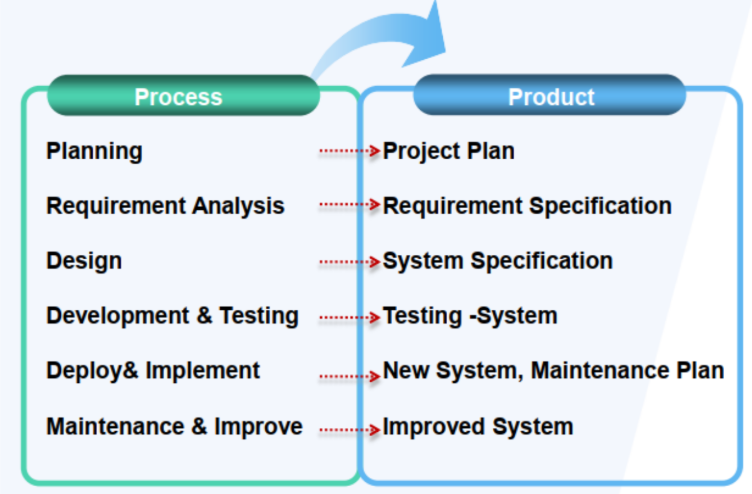 Process
Product
Planning
Project Plan
Requirement Analysis
Requirement Specification
Design
System Specification
Development & Testing
Testing -System
Deploy& Implement
New System, Maintenance Plan
Maintenance & Improve
Improved System